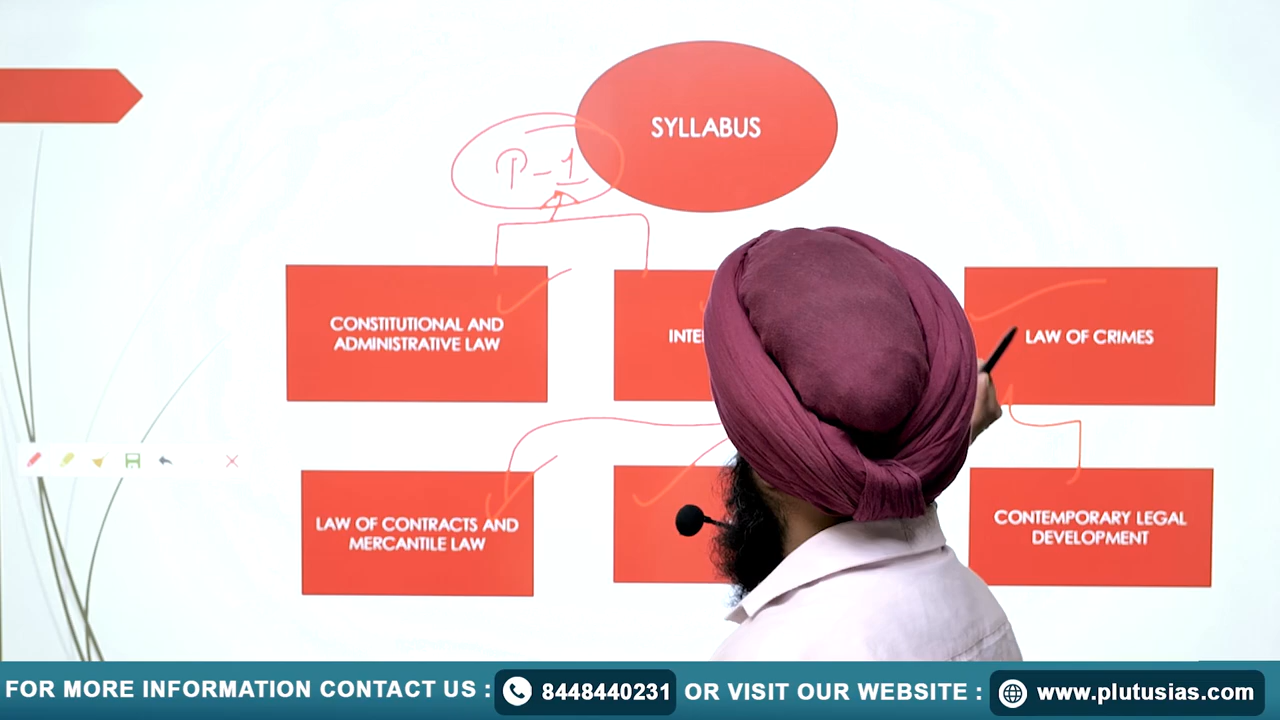 SYLLABUS
P-1
CONSTITUTIONAL AND
ADMINISTRATIVE LAW
LAW OF CRIMES
LAW OF CONTRACTS AND
MERCANTILE LAW
CONTEMPORARY LEGAL
DEVELOPMENT
FOR MORE INFORMATION CONTACT US : 8448440231 OR VISIT OUR WEBSITE : www.plutusias.com